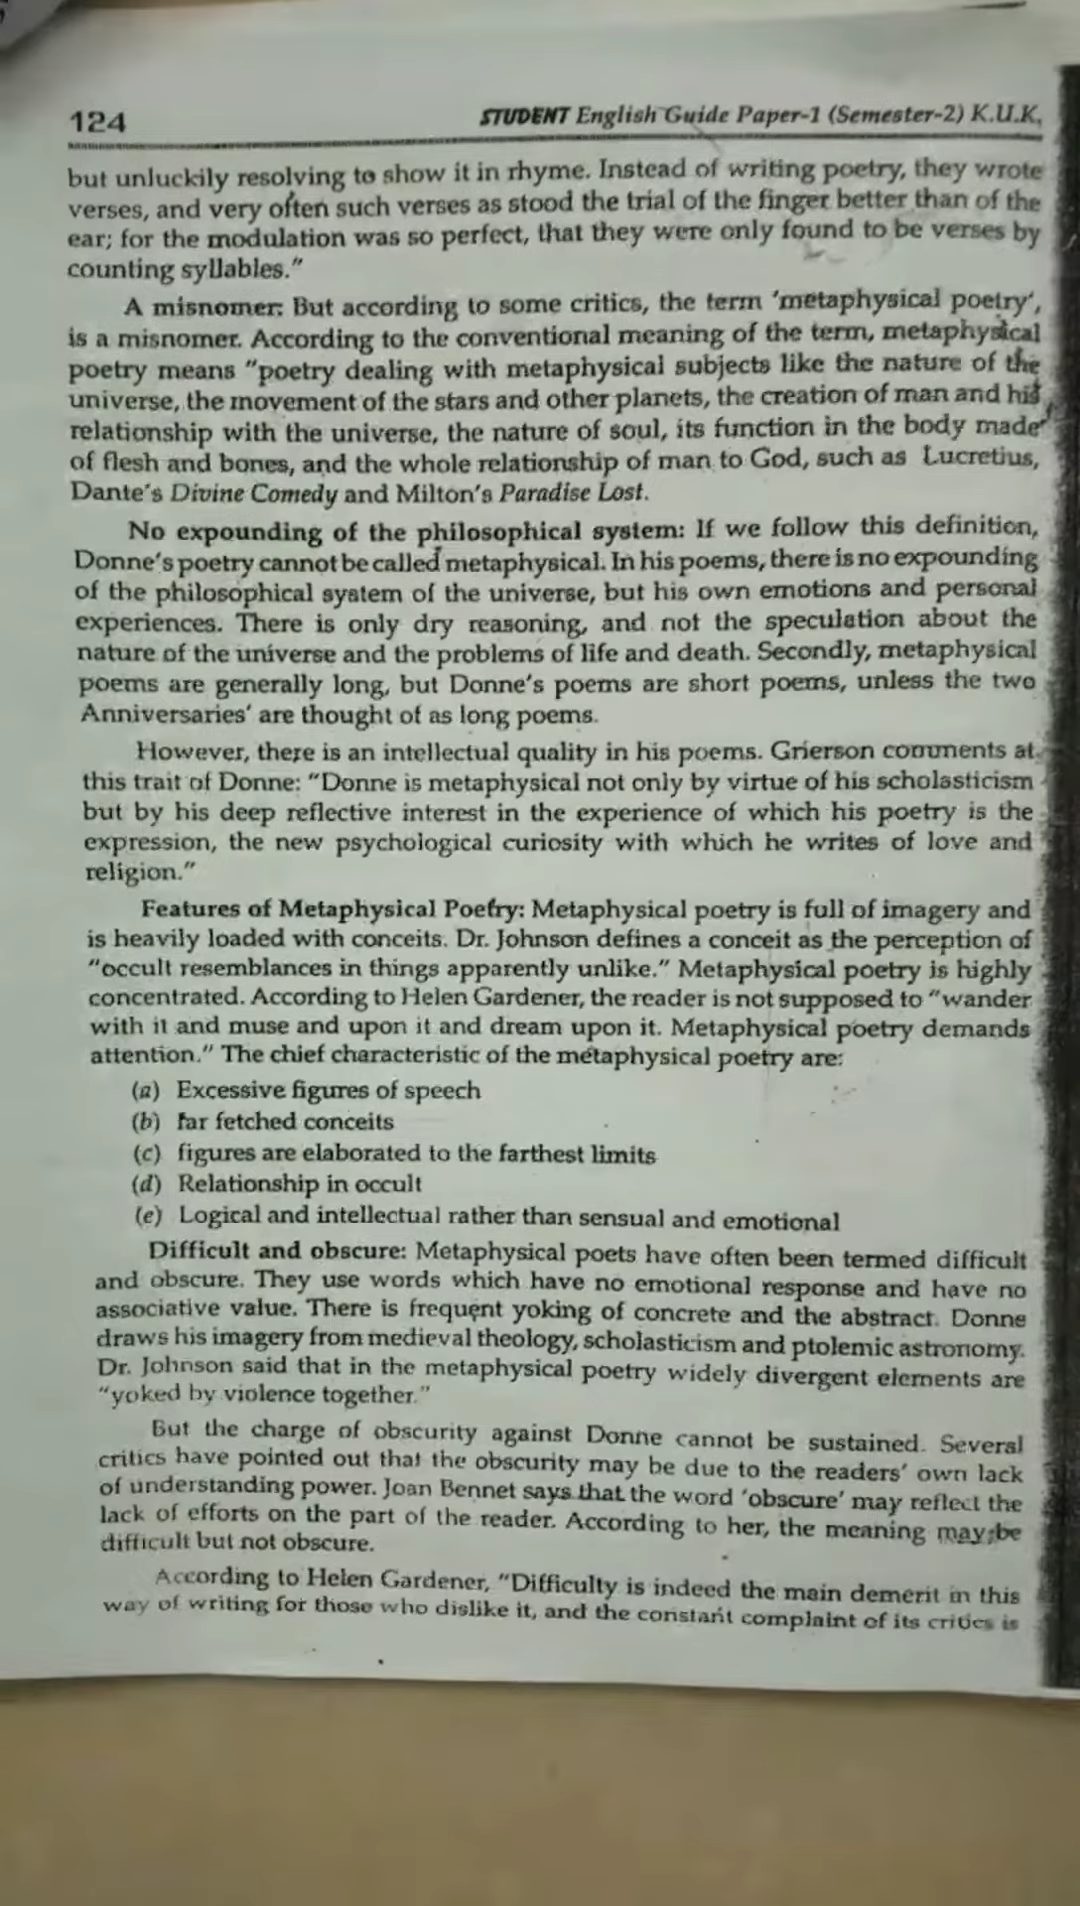 124
STUDENT English Guide Paper-1 (Semester-2) K.U.K.
but unluckily resolving to show it in rhyme. Instead of writing poetry, they wrote
verses, and very often such verses as stood the trial of the finger better than of the
ear; for the modulation was so perfect, that they were only found to be verses by
counting syllables.”
A misnomer: But according to some critics, the term ‘metaphysical poetry’,
is a misnomer. According to the conventional meaning of the term, metaphysical
poetry means “poetry dealing with metaphysical subjects like the nature of the
universe, the movement of the stars and other planets, the creation of man and his
relationship with the universe, the nature of soul, its function in the body made
of flesh and bones, and the whole relationship of man to God, such as Lucretius,
Dante’s Divine Comedy and Milton’s Paradise Lost.
No expounding of the philosophical system: If we follow this definition,
Donne’s poetry cannot be called metaphysical. In his poems, there is no expounding
of the philosophical system of the universe, but his own emotions and personal
experiences. There is only dry reasoning, and not the speculation about the
nature of the universe and the problems of life and death. Secondly, metaphysical
poems are generally long, but Donne’s poems are short poems, unless the two
Anniversaries’ are thought of as long poems.
However, there is an intellectual quality in his poems. Grierson comments at
this trait of Donne: “Donne is metaphysical not only by virtue of his scholasticism
but by his deep reflective interest in the experience of which his poetry is the
expression, the new psychological curiosity with which he writes of love and
religion.”
Features of Metaphysical Poetry: Metaphysical poetry is full of imagery and
is heavily loaded with conceits. Dr. Johnson defines a conceit as the perception of
“occult resemblances in things apparently unlike.” Metaphysical poetry is highly
concentrated. According to Helen Gardener, the reader is not supposed to “wander
with it and muse and upon it and dream upon it. Metaphysical poetry demands
attention.” The chief characteristic of the metaphysical poetry are:
(a) Excessive figures of speech
(b) far fetched conceits
(c) figures are elaborated to the farthest limits
(d) Relationship in occult
(e) Logical and intellectual rather than sensual and emotional
Difficult and obscure: Metaphysical poets have often been termed difficult
and obscure. They use words which have no emotional response and have no
associative value. There is frequent yoking of concrete and the abstract. Donne
draws his imagery from medieval theology, scholasticism and ptolemic astronomy.
Dr. Johnson said that in the metaphysical poetry widely divergent elements are
“yoked by violence together.”
But the charge of obscurity against Donne cannot be sustained. Several
critics have pointed out that the obscurity may be due to the readers’ own lack
of understanding power. Joan Bennet says that the word ‘obscure’ may reflect the
lack of efforts on the part of the reader. According to her, the meaning may be
difficult but not obscure.
According to Helen Gardener, “Difficulty is indeed the main demerit in this
way of writing for those who dislike it, and the constant complaint of its critics is